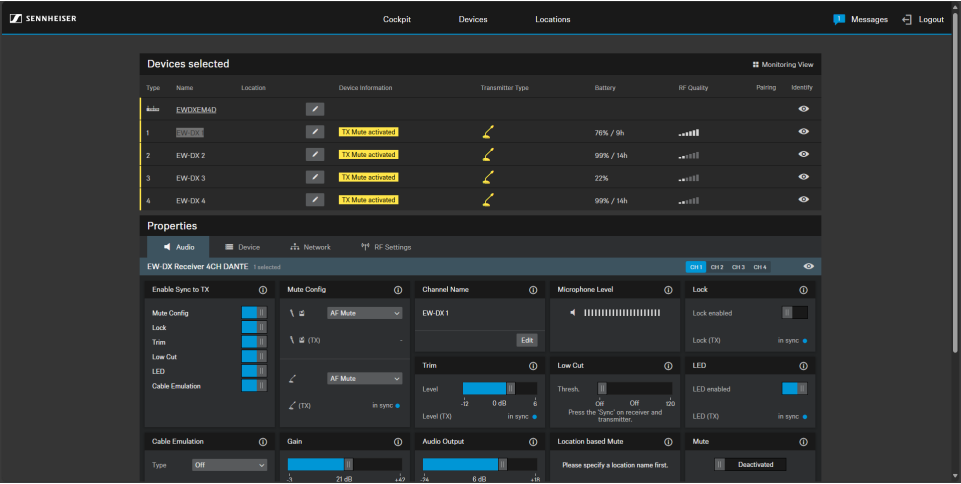 SENNHEISER Cockpit Devices Locations 1 Messages Logout
Devices selected Monitoring View
Type Name Location Device Information Transmitter Type Battery RF Quality Pairing Identify
EWDXEM4D
1 EW-DX 1 TX Mute activated 76% / 9h
2 EW-DX 2 TX Mute activated 99% / 14h
3 EW-DX 3 TX Mute activated 22%
4 EW-DX 4 TX Mute activated 99% / 14h
Properties
Audio Device Network RF Settings
EW-DX Receiver 4CH DANTE 1 selected CH 1 CH 2 CH 3 CH 4
Enable Sync to TX
Mute Config
Lock
Trim
Low Cut
LED
Cable Emulation
Mute Config
AF Mute
(TX) -
AF Mute
(TX) in sync
Channel Name
EW-DX 1
Edit
Microphone Level
Lock
Lock enabled
Lock (TX) in sync
Trim
Level
-12 0 dB 6
Level (TX) in sync
Low Cut
Thresh.
Off Off 120
Press the 'Sync' on receiver and
transmitter.
LED
LED enabled
LED (TX) in sync
Cable Emulation
Type Off
Gain
-3 21 dB +42
Audio Output
-24 6 dB +18
Location based Mute
Please specify a location name first.
Mute
Deactivated